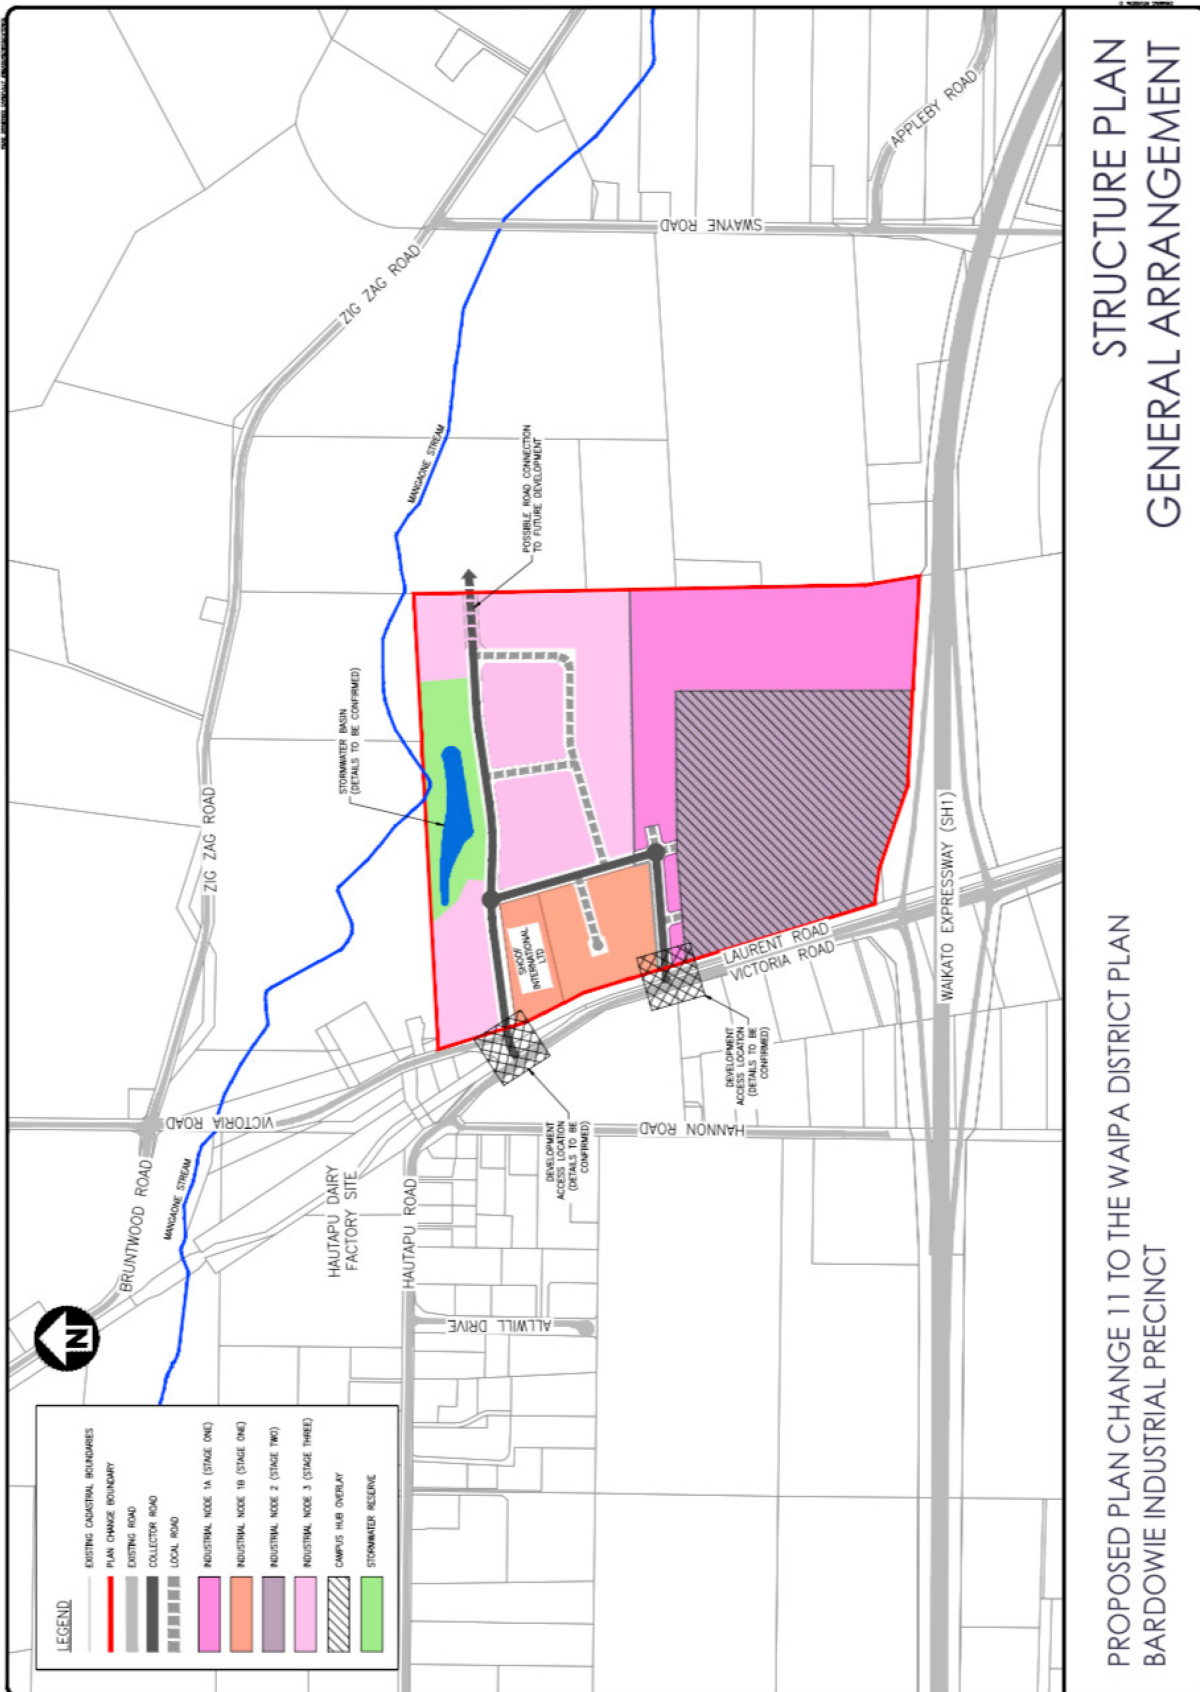 STRUCTURE PLAN
GENERAL ARRANGEMENT
PROPOSED PLAN CHANGE 11 TO THE WAIPA DISTRICT PLAN
BARDOWIE INDUSTRIAL PRECINCT
LEGEND
EXISTING CADASTRAL BOUNDARIES
PLAN CHANGE BOUNDARY
EXISTING ROAD
COLLECTOR ROAD
LOCAL ROAD
INDUSTRIAL NODE 1A (STAGE ONE)
INDUSTRIAL NODE 1B (STAGE ONE)
INDUSTRIAL NODE 2 (STAGE TWO)
INDUSTRIAL NODE 3 (STAGE THREE)
CAMPUS HUB OVERLAY
STORMWATER RESERVE
N
BRUNTWOOD ROAD
MANGAONE STREAM
VICTORIA ROAD
HAUTAPU DAIRY
FACTORY SITE
HAUTAPU ROAD
ALLWILL DRIVE
HANNON ROAD
DEVELOPMENT
ACCESS LOCATION
(DETAILS TO BE
CONFIRMED)
DEVELOPMENT
ACCESS LOCATION
(DETAILS TO BE
CONFIRMED)
SHOOF
INTERNATIONAL
LTD
LAURENT ROAD
VICTORIA ROAD
WAIKATO EXPRESSWAY (SH1)
ZIG ZAG ROAD
STORMWATER BASIN
(DETAILS TO BE CONFIRMED)
MANGAONE STREAM
POSSIBLE ROAD CONNECTION
TO FUTURE DEVELOPMENT
ZIG ZAG ROAD
SWAYNE ROAD
APPLEBY ROAD